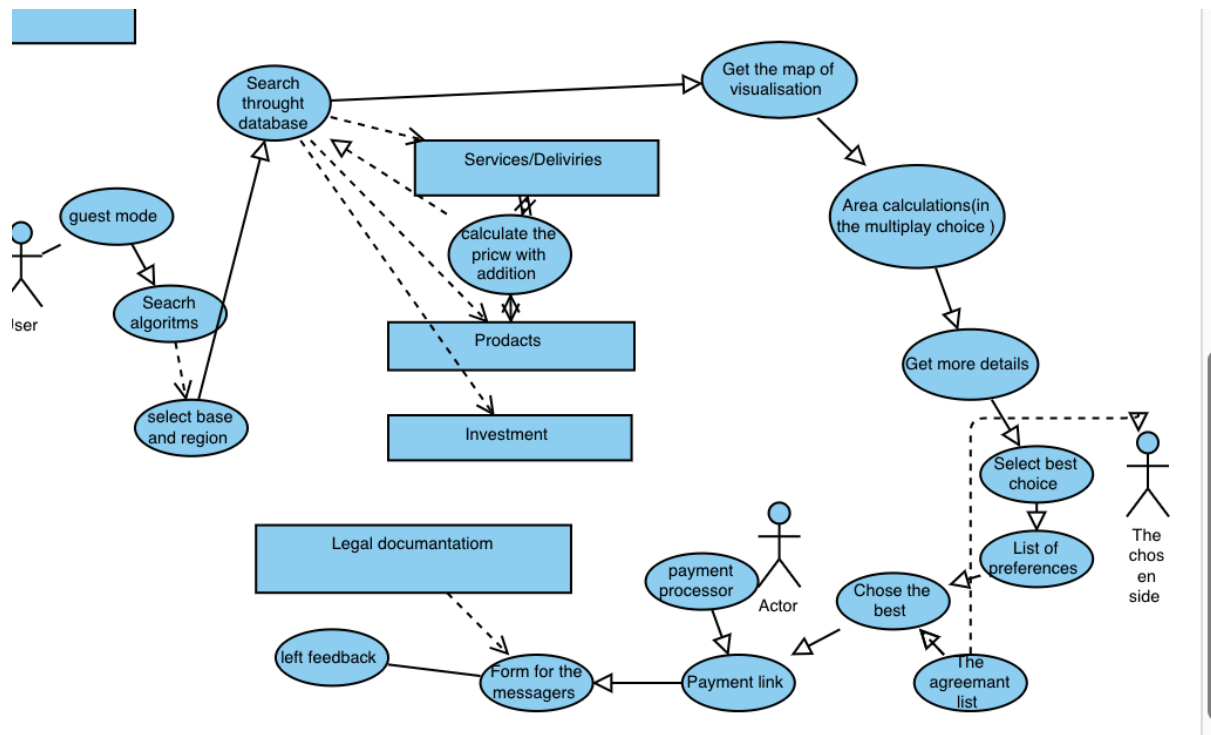 Search
throught
database
Get the map of
visualisation
Services/Deliviries
guest mode
Area calculations(in
the multiplay choice )
calculate the
pricw with
addition
Seacrh
algoritms
Prodacts
Get more details
select base
and region
Investment
Select best
choice
The
chos
en
side
Legal documantatiom
List of
preferences
payment
processor
Actor
Chose the
best
left feedback
Form for the
messagers
Payment link
The
agreemant
list